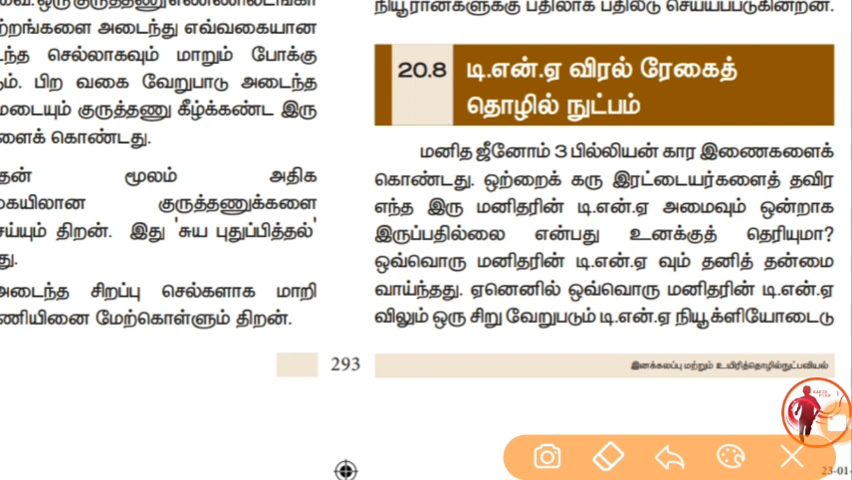 ற்றங்களை அடைந்து எவ்வகையான
செல்லாகவும் மாறும் போக்கு
பிற வகை வேறுபாடு அடைந்த
குருத்தணு கீழ்க்கண்ட இரு
கொண்டது.
மூலம் அதிக
குருத்தணுக்களை
திறன். இது 'சுய புதுப்பித்தல்'
சிறப்பு செல்களாக மாறி
மேற்கொள்ளும் திறன்.
நியூரான்களுக்கு பதிலாக பதிலீடு செய்யப்படுகின்றன.
20.8 டி.என்.ஏ விரல் ரேகைத்
தொழில் நுட்பம்
மனித ஜீனோம் 3 பில்லியன் கார இணைகளைக்
கொண்டது. ஒற்றைக் கரு இரட்டையர்களைத் தவிர
எந்த இரு மனிதரின் டி.என்.ஏ அமைவும் ஒன்றாக
இருப்பதில்லை என்பது உனக்குத் தெரியுமா?
ஒவ்வொரு மனிதரின் டி.என்.ஏ வும் தனித் தன்மை
வாய்ந்தது. ஏனெனில் ஒவ்வொரு மனிதரின் டி.என்.ஏ
விலும் ஒரு சிறு வேறுபடும் டி.என்.ஏ நியூக்ளியோடைடு
293
இனக்கலப்பு மற்றும் உயிரித்தொழில்நுட்பவியல்
23-01-